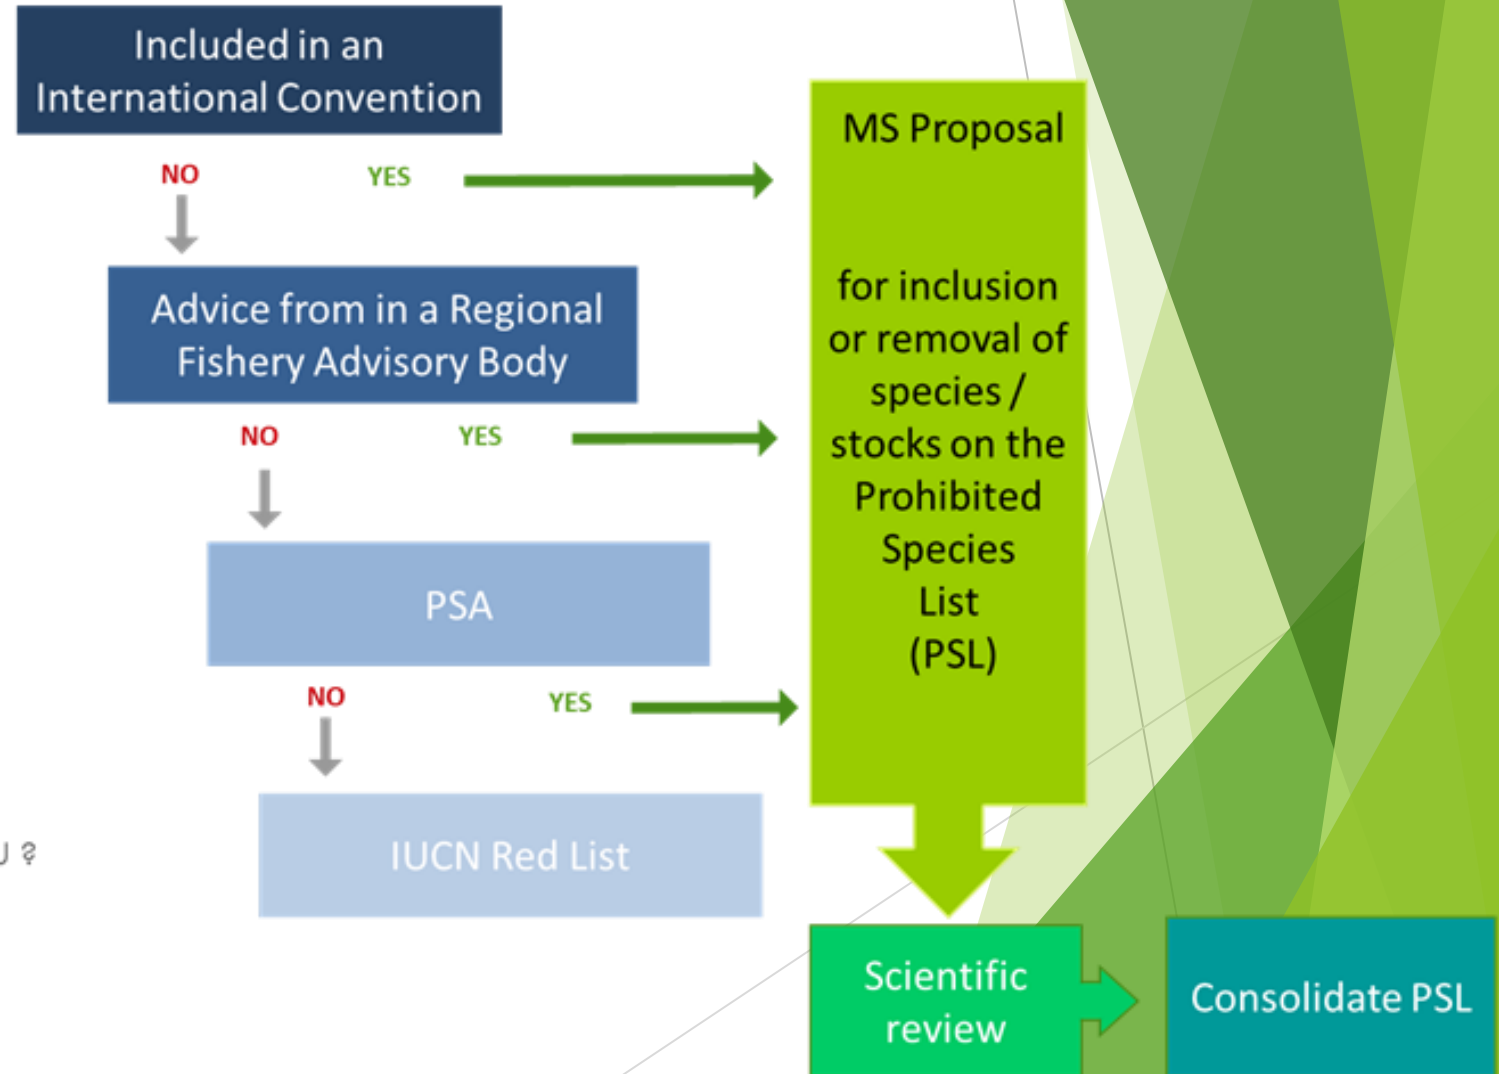 Included in an
International Convention
NO
YES
Advice from in a Regional
Fishery Advisory Body
NO
YES
PSA
NO
YES
IUCN Red List
MS Proposal
for inclusion
or removal of
species /
stocks on the
Prohibited
Species
List
(PSL)
Scientific
review
Consolidate PSL
?